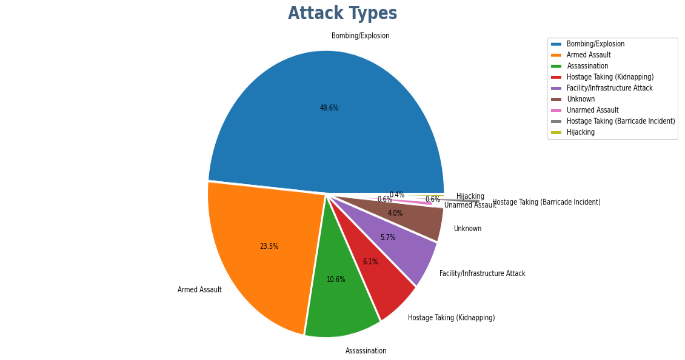 Attack Types
Bombing/Explosion
48.6%
Armed Assault
23.5%
Assassination
10.6%
Hostage Taking (Kidnapping)
6.1%
Facility/Infrastructure Attack
5.7%
Unknown
4.0%
Unarmed Assault
0.6%
Hostage Taking (Barricade Incident)
0.6%
Hijacking
0.4%
Bombing/Explosion
Armed Assault
Assassination
Hostage Taking (Kidnapping)
Facility/Infrastructure Attack
Unknown
Unarmed Assault
Hostage Taking (Barricade Incident)
Hijacking